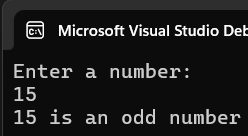 Microsoft Visual Studio Deb
Enter a number:
15
15 is an odd number